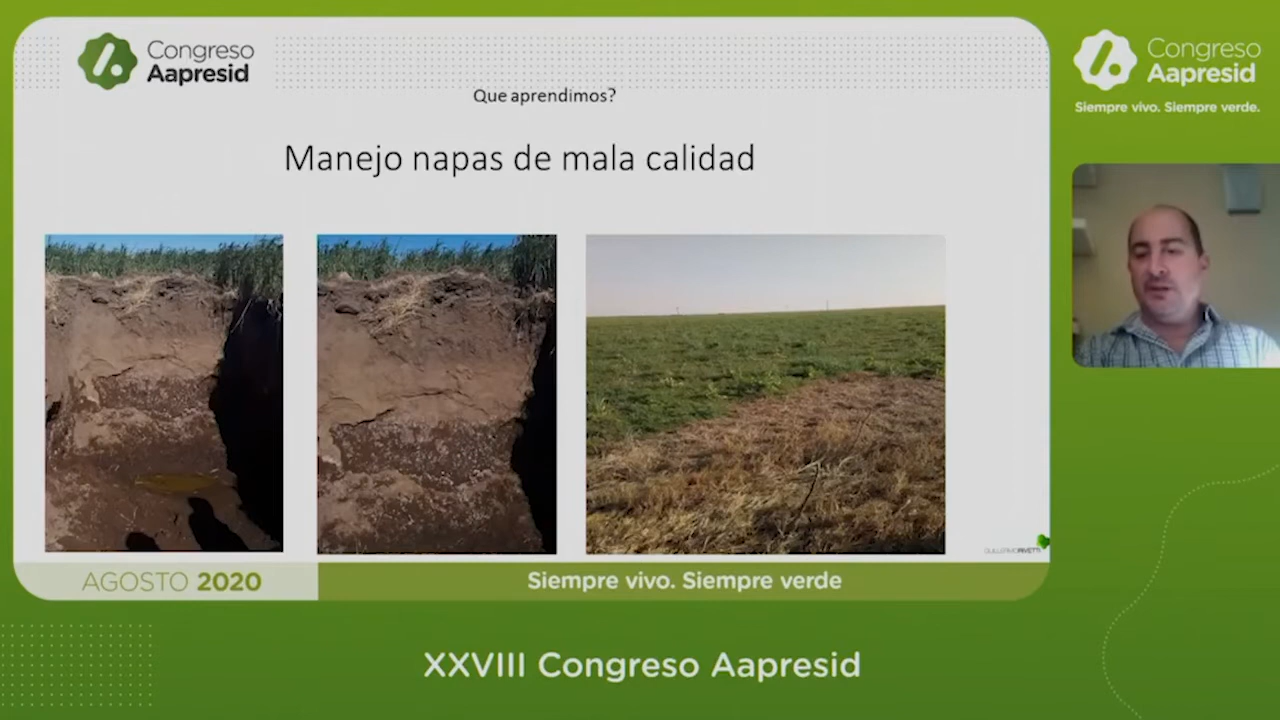 Congreso
Aapresid
Que aprendimos?
Manejo napas de mala calidad
GUILLERMORIVETTI
AGOSTO 2020
Siempre vivo. Siempre verde
Congreso
Aapresid
Siempre vivo. Siempre verde.
XXVIII Congreso Aapresid